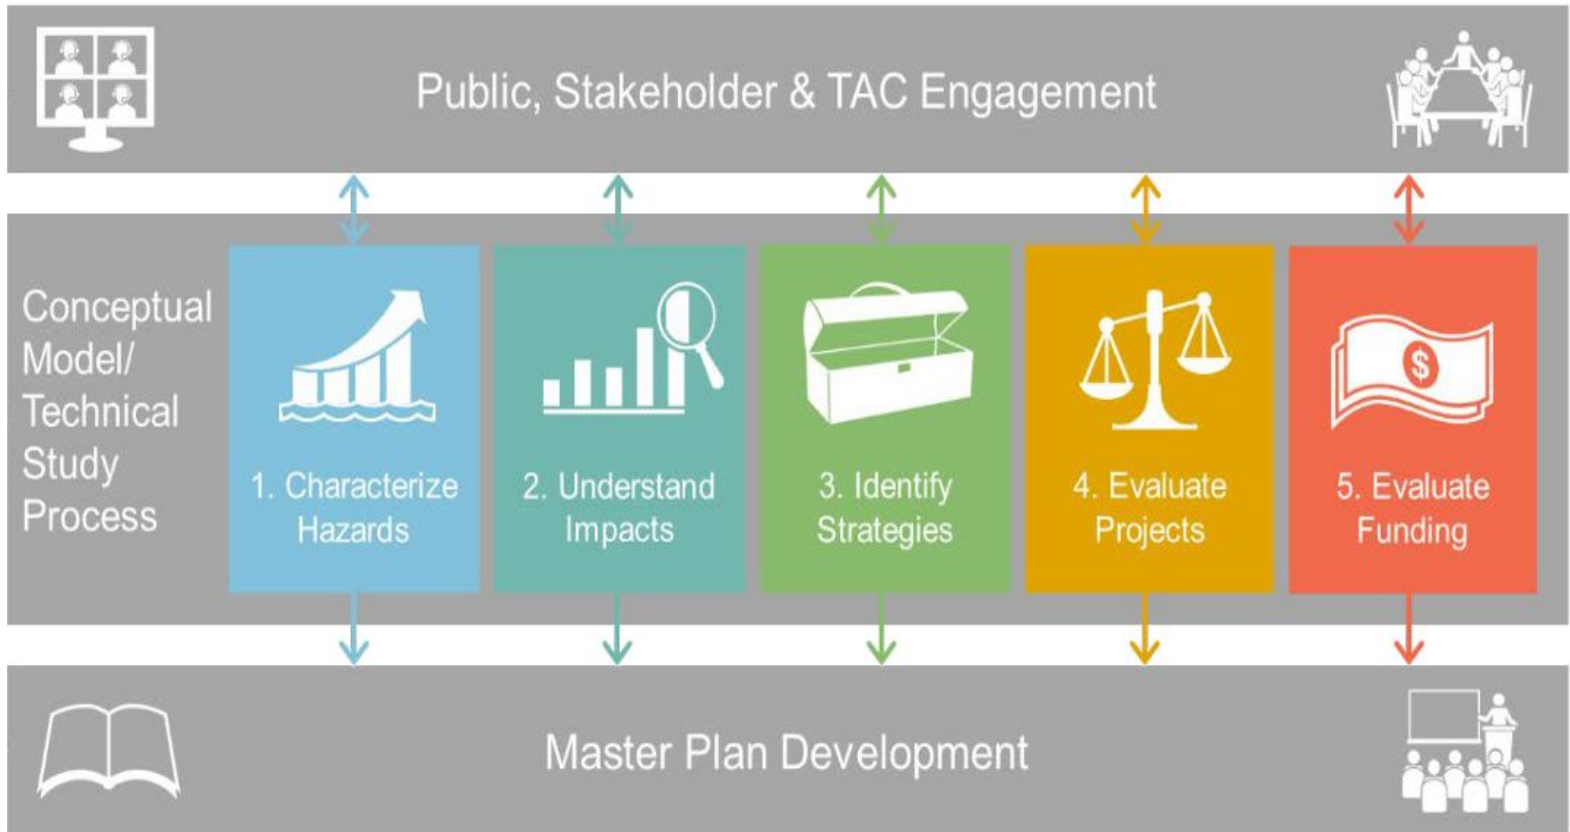 Public, Stakeholder & TAC Engagement
Conceptual
Model/
Technical
Study
Process
1. Characterize
Hazards
2. Understand
Impacts
3. Identify
Strategies
4. Evaluate
Projects
$
5. Evaluate
Funding
Master Plan Development